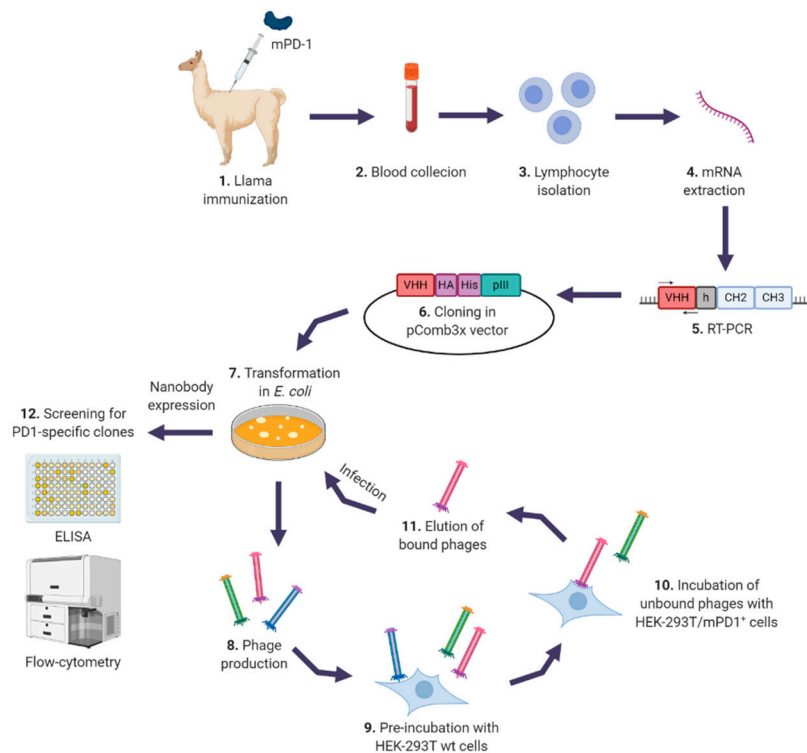 mPD-1
1. Llama
immunization
2. Blood collecion
3. Lymphocyte
isolation
4. mRNA
extraction
VHH h CH2 CH3
5. RT-PCR
VHH HA His pIII
6. Cloning in
pComb3x vector
7. Transformation
in E. coli
Nanobody
expression
12. Screening for
PD1-specific clones
ELISA
Flow-cytometry
Infection
11. Elution of
bound phages
8. Phage
production
9. Pre-incubation with
HEK-293T wt cells
10. Incubation of
unbound phages with
HEK-293T/mPD1⁺ cells